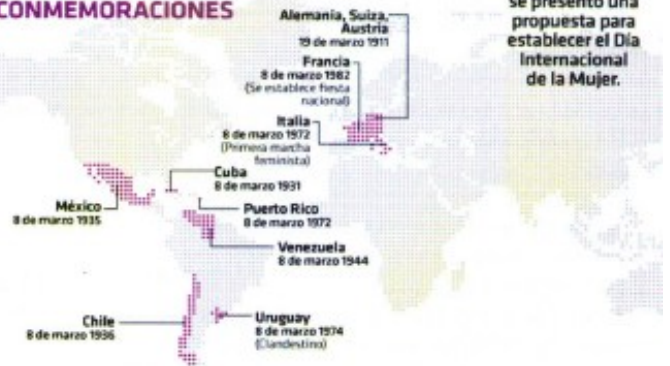 CONMEMORACIONES
Alemania, Suiza,
Austria
19 de marzo 1911
Francia
8 de marzo 1982
(Se establece fiesta
nacional)
Italia
8 de marzo 1972
(Primera marcha
feminista)
Cuba
8 de marzo 1931
México
8 de marzo 1935
Puerto Rico
8 de marzo 1972
Venezuela
8 de marzo 1944
Chile
8 de marzo 1936
Uruguay
8 de marzo 1974
(Clandestino)
se presentó una
propuesta para
establecer el Día
Internacional
de la Mujer.